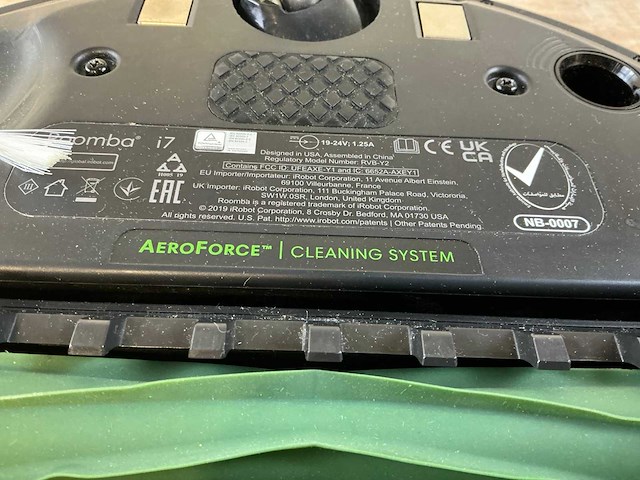 Roomba® i7
19-24V; 1.25A
Designed in USA, Assembled in China
Regulatory Model Number: RVB-Y2
Contains FCC ID: UFEAXE-Y1 and IC: 6652A-AXEY1
EU Importer/Importateur: iRobot Corporation, 11 Avenue Albert Einstein,
69100 Villeurbanne, France
UK Importer: iRobot Corporation, 111 Buckingham Palace Road, Victororia,
SW1W.0SR, London, United Kingdom
Roomba is a registered trademark of iRobot Corporation
© 2019 iRobot Corporation, 8 Crosby Dr. Bedford, MA 01730 USA
All rights reserved. U.S. Pat. http://www.irobot.com/patents | Other Patents Pending.
EAC
CE UK
CA
NB-0007
AEROFORCE™ | CLEANING SYSTEM